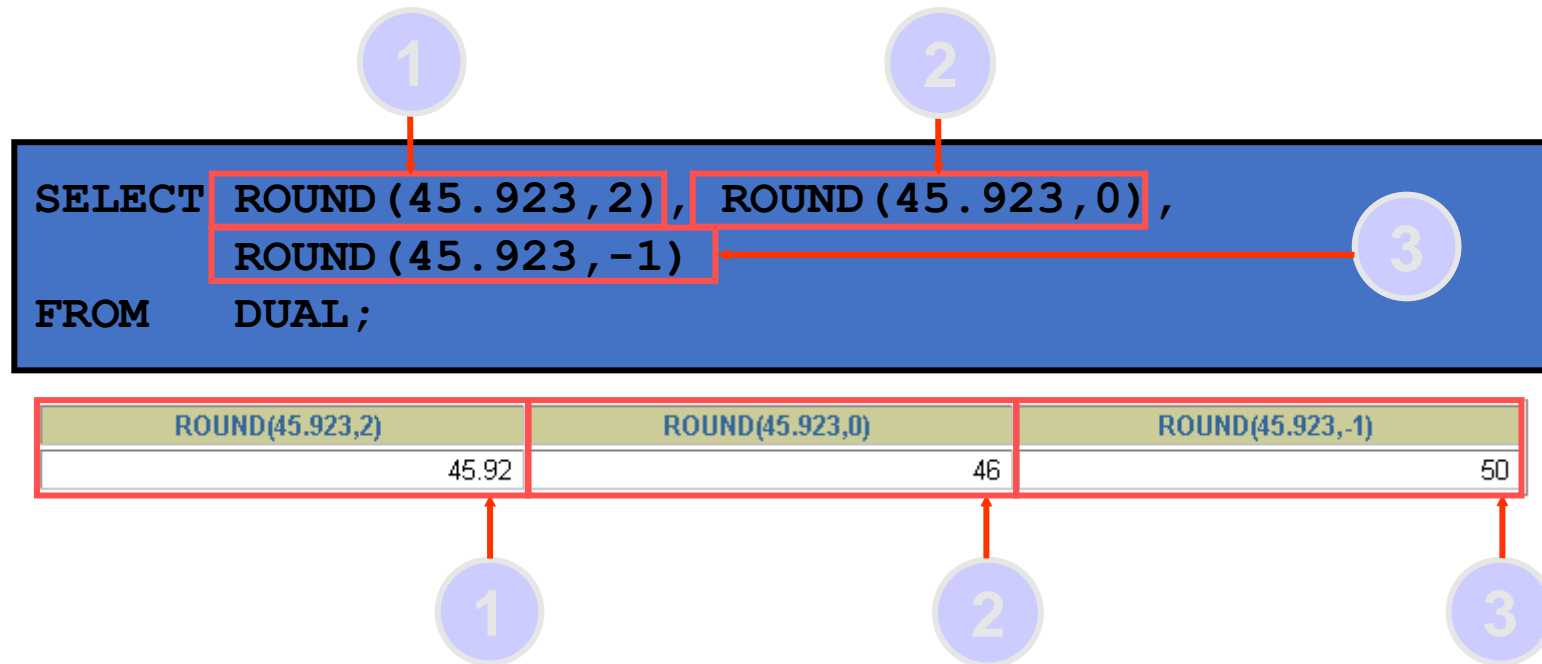 1 2
SELECT ROUND(45.923,2), ROUND(45.923,0),
ROUND(45.923,-1) 3
FROM DUAL;
ROUND(45.923,2) ROUND(45.923,0) ROUND(45.923,-1)
45.92 46 50
1 2 3